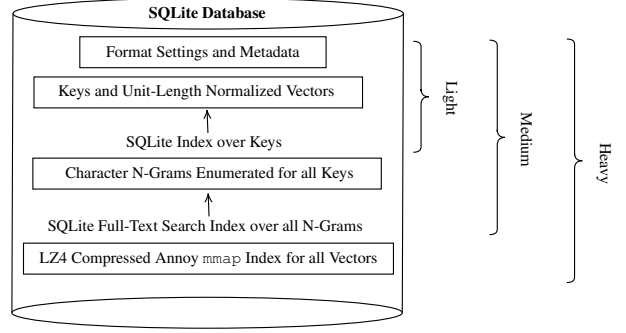 SQLite Database
Format Settings and Metadata
Keys and Unit-Length Normalized Vectors
SQLite Index over Keys
Character N-Grams Enumerated for all Keys
SQLite Full-Text Search Index over all N-Grams
LZ4 Compressed Annoy mmap Index for all Vectors
Light
Medium
Heavy